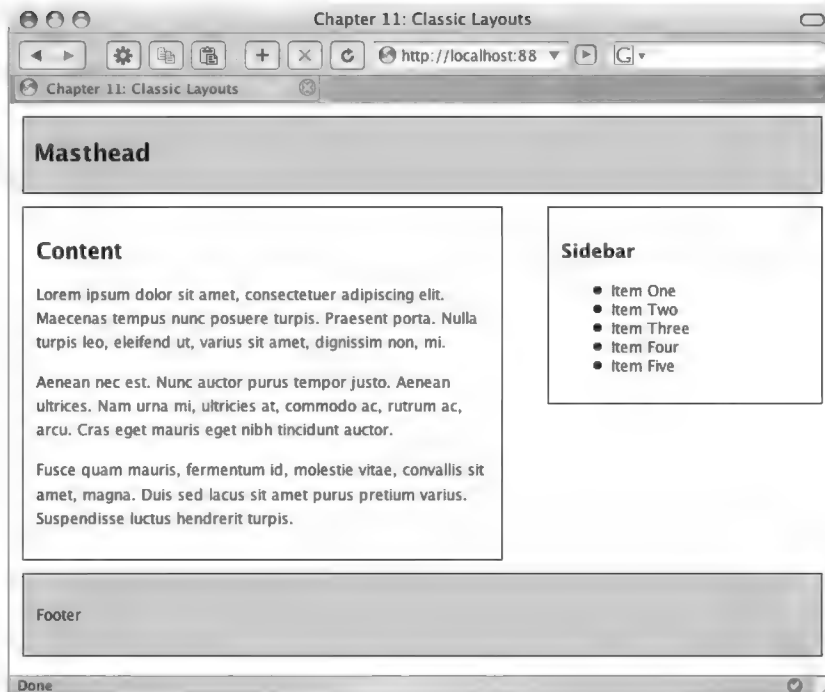 Chapter 11: Classic Layouts
http://localhost:88
G
Chapter 11: Classic Layouts
Masthead
Content
Lorem ipsum dolor sit amet, consectetuer adipiscing elit.
Maecenas tempus nunc posuere turpis. Praesent porta. Nulla
turpis leo, eleifend ut, varius sit amet, dignissim non, mi.
Aenean nec est. Nunc auctor purus tempor justo. Aenean
ultrices. Nam urna mi, ultricies at, commodo ac, rutrum ac,
arcu. Cras eget mauris eget nibh tincidunt auctor.
Fusce quam mauris, fermentum id, molestie vitae, convallis sit
amet, magna. Duis sed lacus sit amet purus pretium varius.
Suspendisse luctus hendrerit turpis.
Sidebar
• Item One
• Item Two
• Item Three
• Item Four
• Item Five
Footer
Done